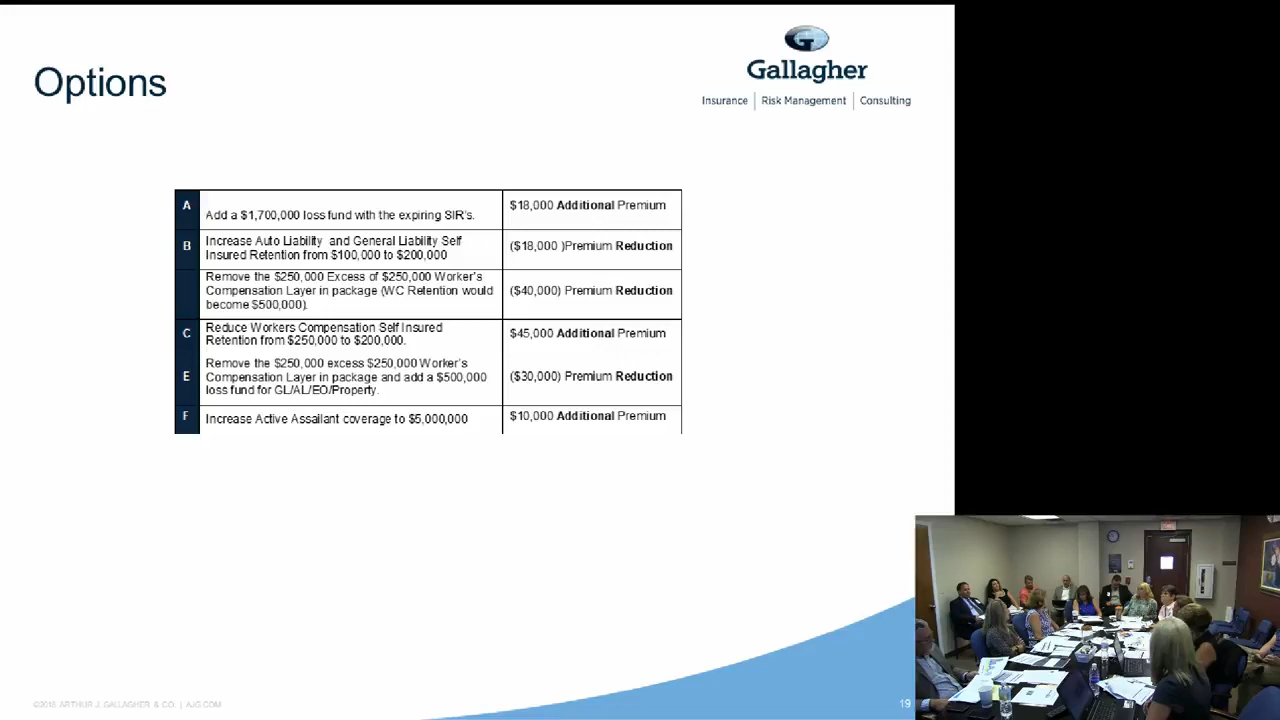 Options
Gallagher
Insurance | Risk Management | Consulting
A
Add a $1,700,000 loss fund with the expiring SIR's.
$18,000 Additional Premium
B
Increase Auto Liability and General Liability Self
Insured Retention from $100,000 to $200,000
($18,000 )Premium Reduction
Remove the $250,000 Excess of $250,000 Worker's
Compensation Layer in package (WC Retention would
become $500,000).
($40,000) Premium Reduction
C
Reduce Workers Compensation Self Insured
Retention from $250,000 to $200,000.
$45,000 Additional Premium
E
Remove the $250,000 excess $250,000 Worker's
Compensation Layer in package and add a $500,000
loss fund for GL/AL/EO/Property.
($30,000) Premium Reduction
F
Increase Active Assailant coverage to $5,000,000
$10,000 Additional Premium
ARTHUR J. GALLAGHER & CO. | AJG.COM
19